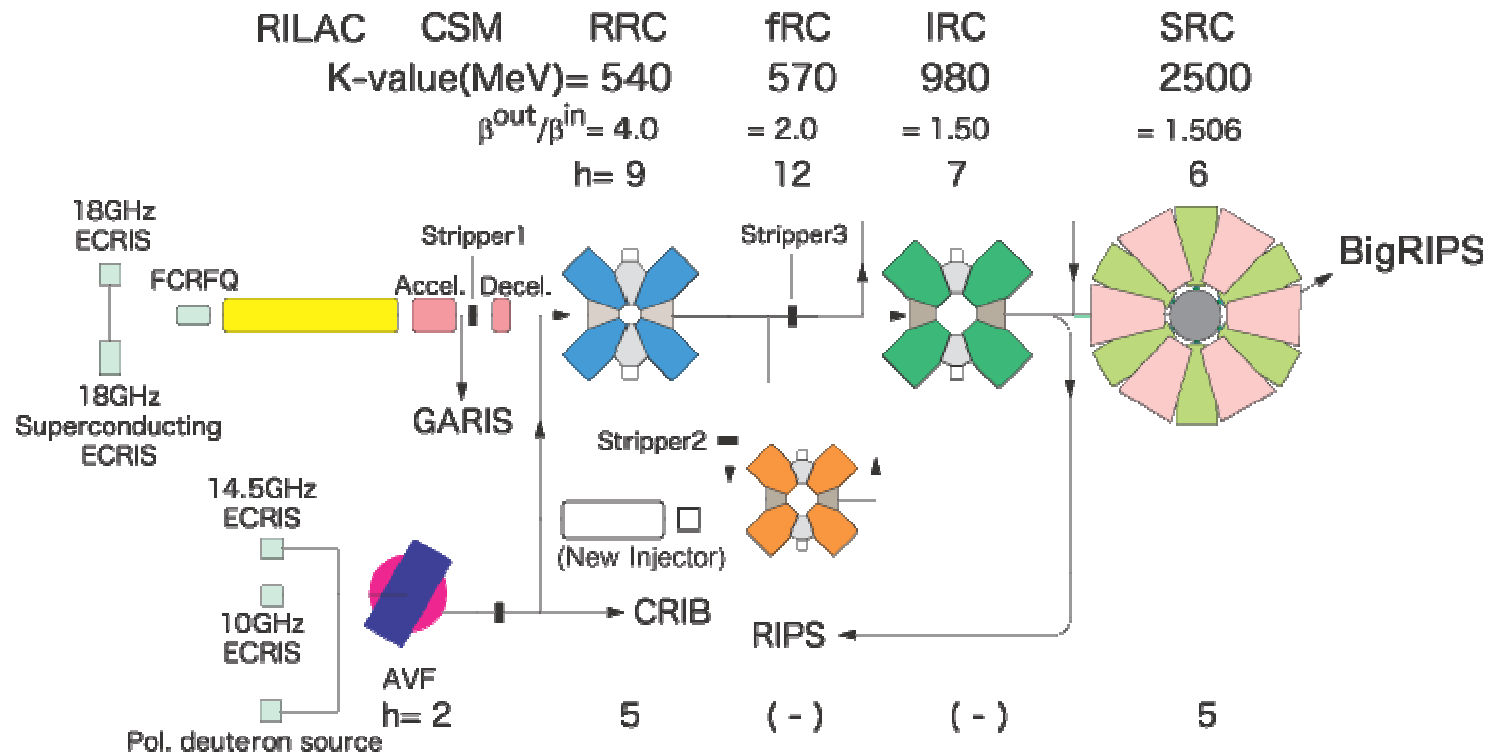 RILAC CSM RRC fRC IRC SRC
K-value(MeV)= 540 570 980 2500
βout/βin= 4.0 = 2.0 = 1.50 = 1.506
h= 9 12 7 6
18GHz
ECRIS
Stripper1
Stripper3
BigRIPS
FCRFQ
Accel. Decel.
18GHz
Superconducting
ECRIS
GARIS
Stripper2
14.5GHz
ECRIS
(New Injector)
10GHz
ECRIS
CRIB
RIPS
AVF
h= 2 5 (-) (-) 5
Pol. deuteron source